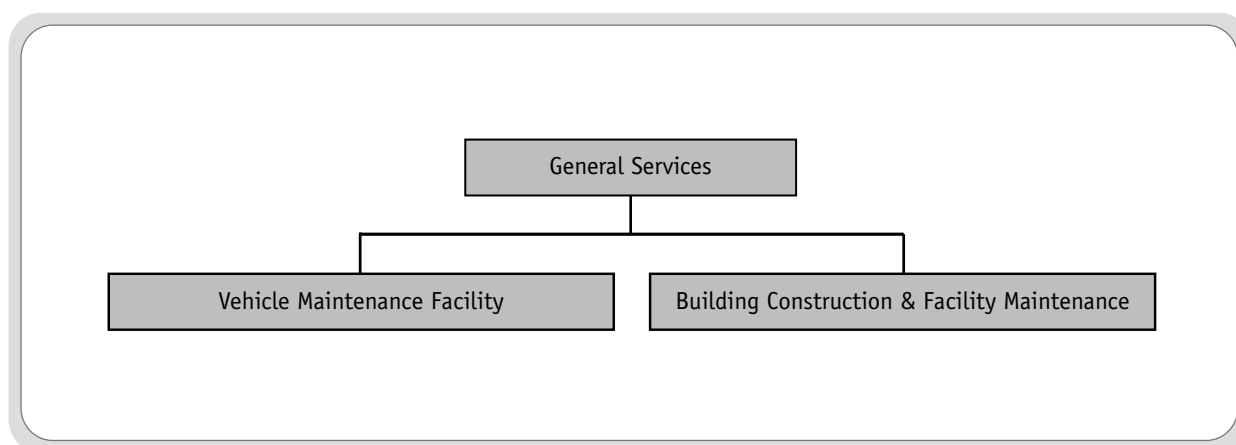 General Services
Vehicle Maintenance Facility
Building Construction & Facility Maintenance